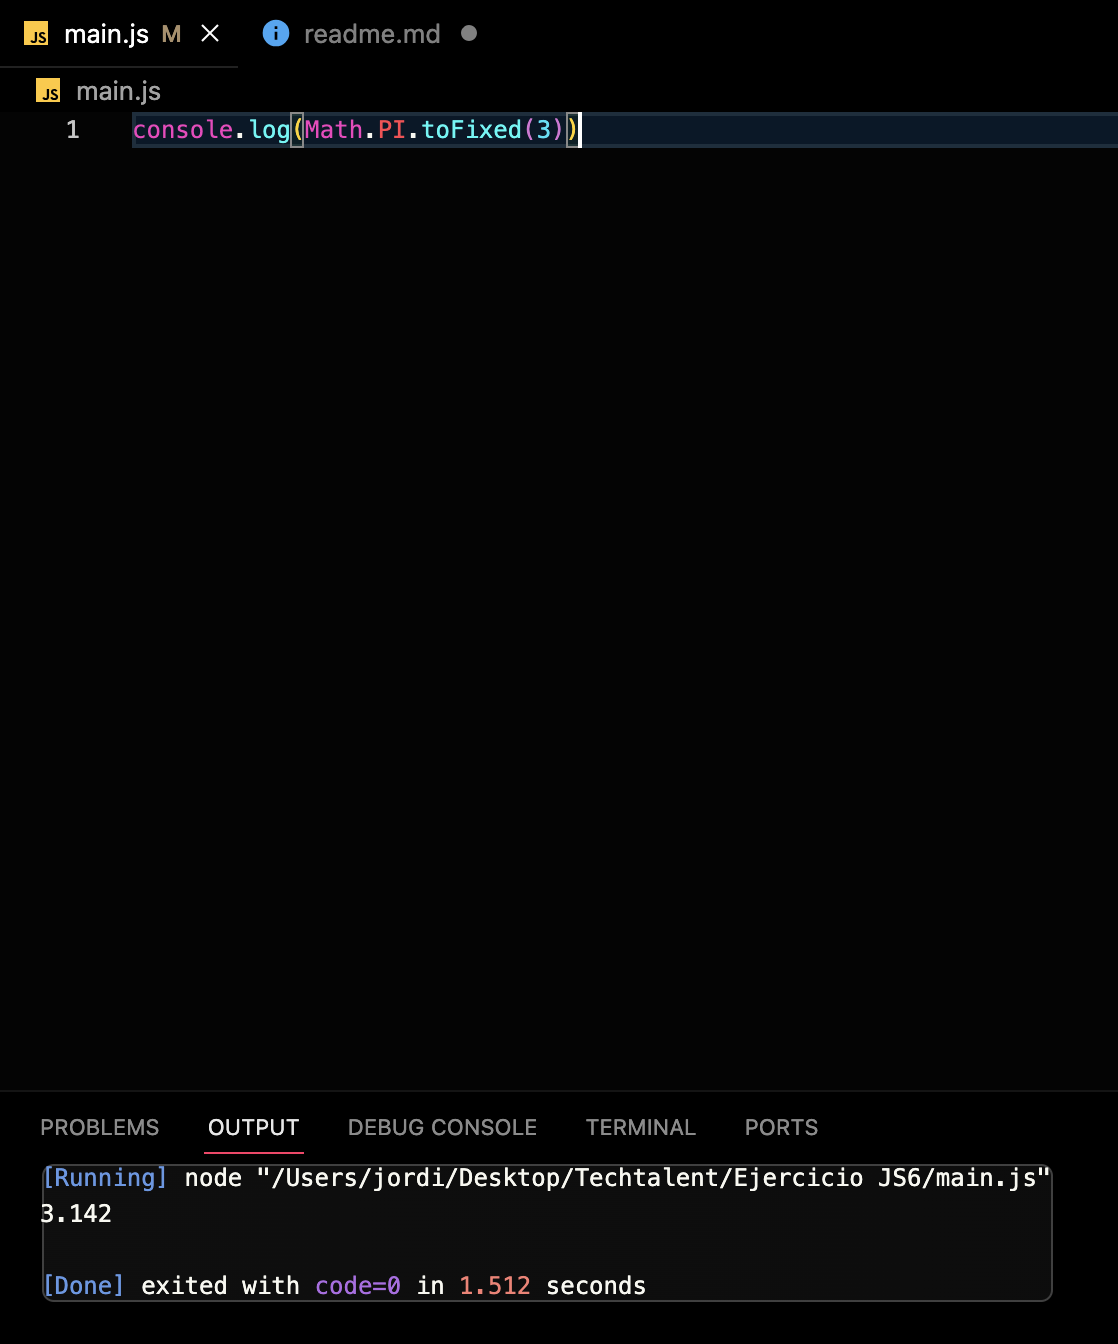 JS main.js M
readme.md
JS main.js
1 console.log(Math.PI.toFixed(3))
PROBLEMS OUTPUT DEBUG CONSOLE TERMINAL PORTS
[Running] node "/Users/jordi/Desktop/Techtalent/Ejercicio JS6/main.js"
3.142
[Done] exited with code=0 in 1.512 seconds